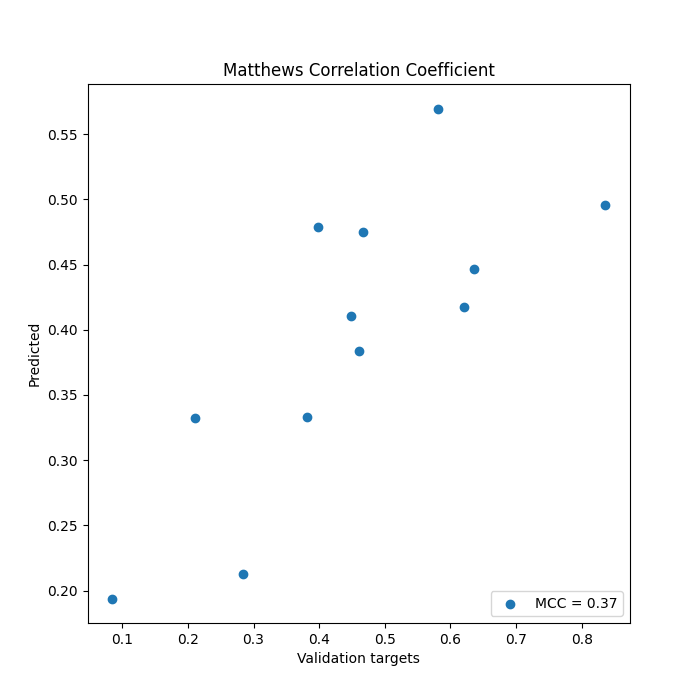 Matthews Correlation Coefficient
0.55
0.50
0.45
0.40
0.35
0.30
0.25
0.20
Predicted
MCC = 0.37
0.1 0.2 0.3 0.4 0.5 0.6 0.7 0.8
Validation targets